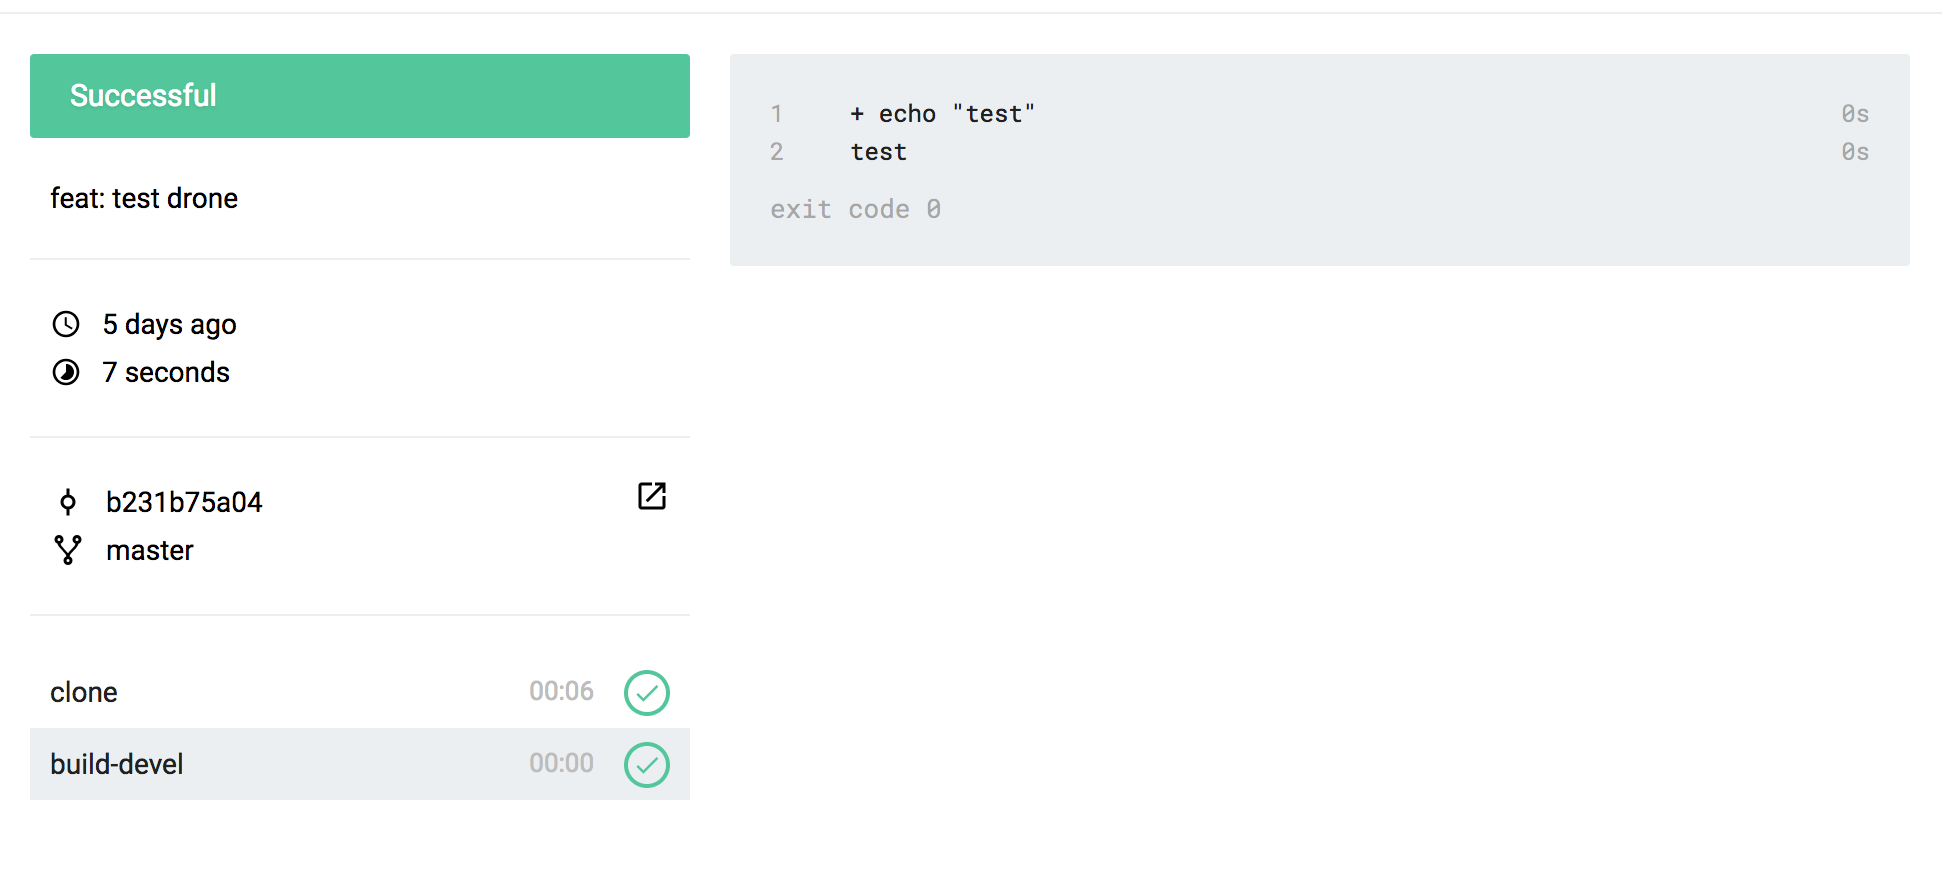 Successful
feat: test drone
5 days ago
7 seconds
b231b75a04
master
clone 00:06
build-devel 00:00
1 + echo "test" 0s
2 test 0s
exit code 0